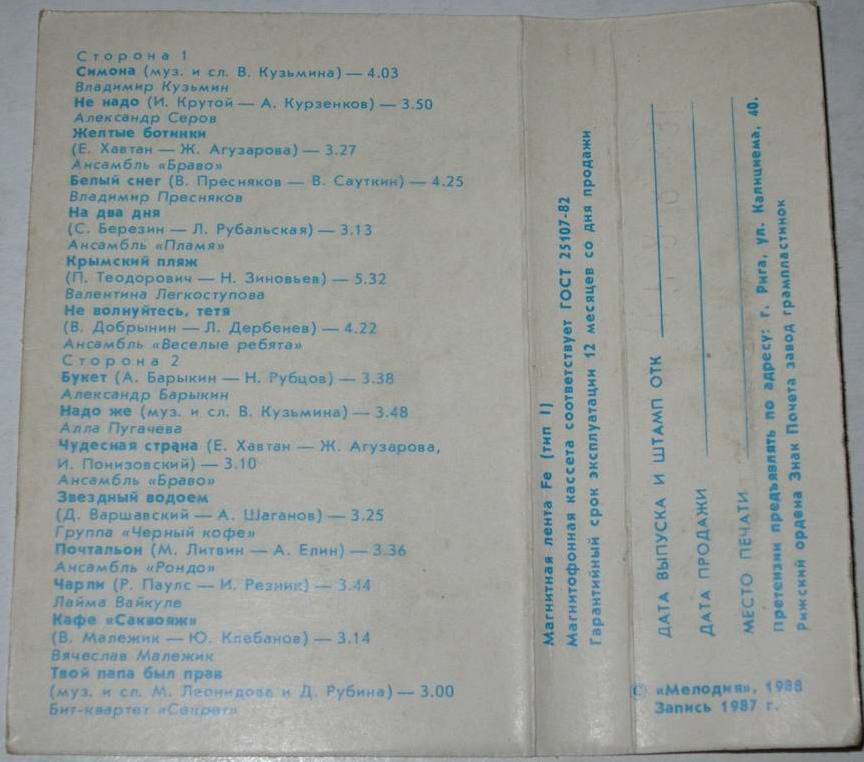 Сторона 1
Симона (муз. и сл. В. Кузьмина) — 4.03
Владимир Кузьмин
Не надо (И. Крутой — А. Курзенков) — 3.50
Александр Серов
Желтые ботинки
(Е. Хавтан — Ж. Агузарова) — 3.27
Ансамбль «Браво»
Белый снег (В. Пресняков — В. Сауткин) — 4.25
Владимир Пресняков
На два дня
(С. Березин — Л. Рубальская) — 3.13
Ансамбль «Пламя»
Крымский пляж
(П. Теодорович — Н. Зиновьев) — 5.32
Валентина Легкоступова
Не волнуйтесь, тетя
(В. Добрынин — Л. Дербенев) — 4.22
Ансамбль «Веселые ребята»
Сторона 2
Букет (А. Барыкин — Н. Рубцов) — 3.38
Александр Барыкин
Надо же (муз. и сл. В. Кузьмина) — 3.48
Алла Пугачева
Чудесная страна (Е. Хавтан — Ж. Агузарова,
И. Понизовский) — 3.10
Ансамбль «Браво»
Звездный водоем
(Д. Варшавский — А. Шаганов) — 3.25
Группа «Черный кофе»
Почтальон (М. Литвин — А. Елин) — 3.36
Ансамбль «Рондо»
Чарли (Р. Паулс — И. Резник) — 3.44
Лайма Вайкуле
Кафе «Саквояж»
(В. Малежик — Ю. Клебанов) — 3.14
Вячеслав Малежик
Твой папа был прав
(муз. и сл. М. Леонидова и Д. Рубина) — 3.00
Бит-квартет «Секрет»
Магнитная лента Fe (тип I)
Магнитофонная кассета соответствует ГОСТ 25107-82
Гарантийный срок эксплуатации 12 месяцев со дня продажи
ДАТА ВЫПУСКА И ШТАМП ОТК
ДАТА ПРОДАЖИ
МЕСТО ПЕЧАТИ
Претензии предъявлять по адресу: г. Рига, ул. Калнциема, 40,
Рижский ордена Знак Почета завод грампластинок
© «Мелодия», 1988
Запись 1987 г.